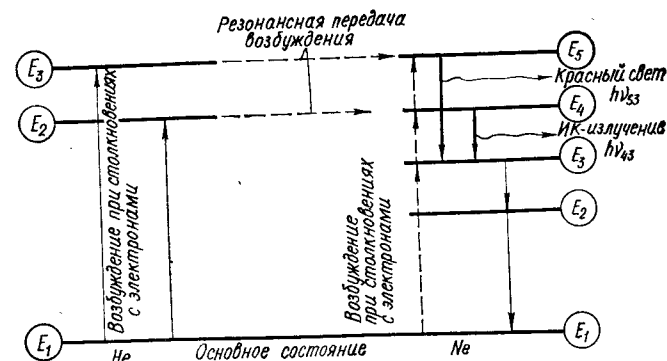 Резонансная передача
возбуждения
E3
E2
E1
Возбуждение при столкновениях
с электронами
Возбуждение
при столкновениях
с электронами
E5
Красный свет
hν53
E4
ИК-излучение
hν43
E3
E2
E1
He
Основное состояние
Ne